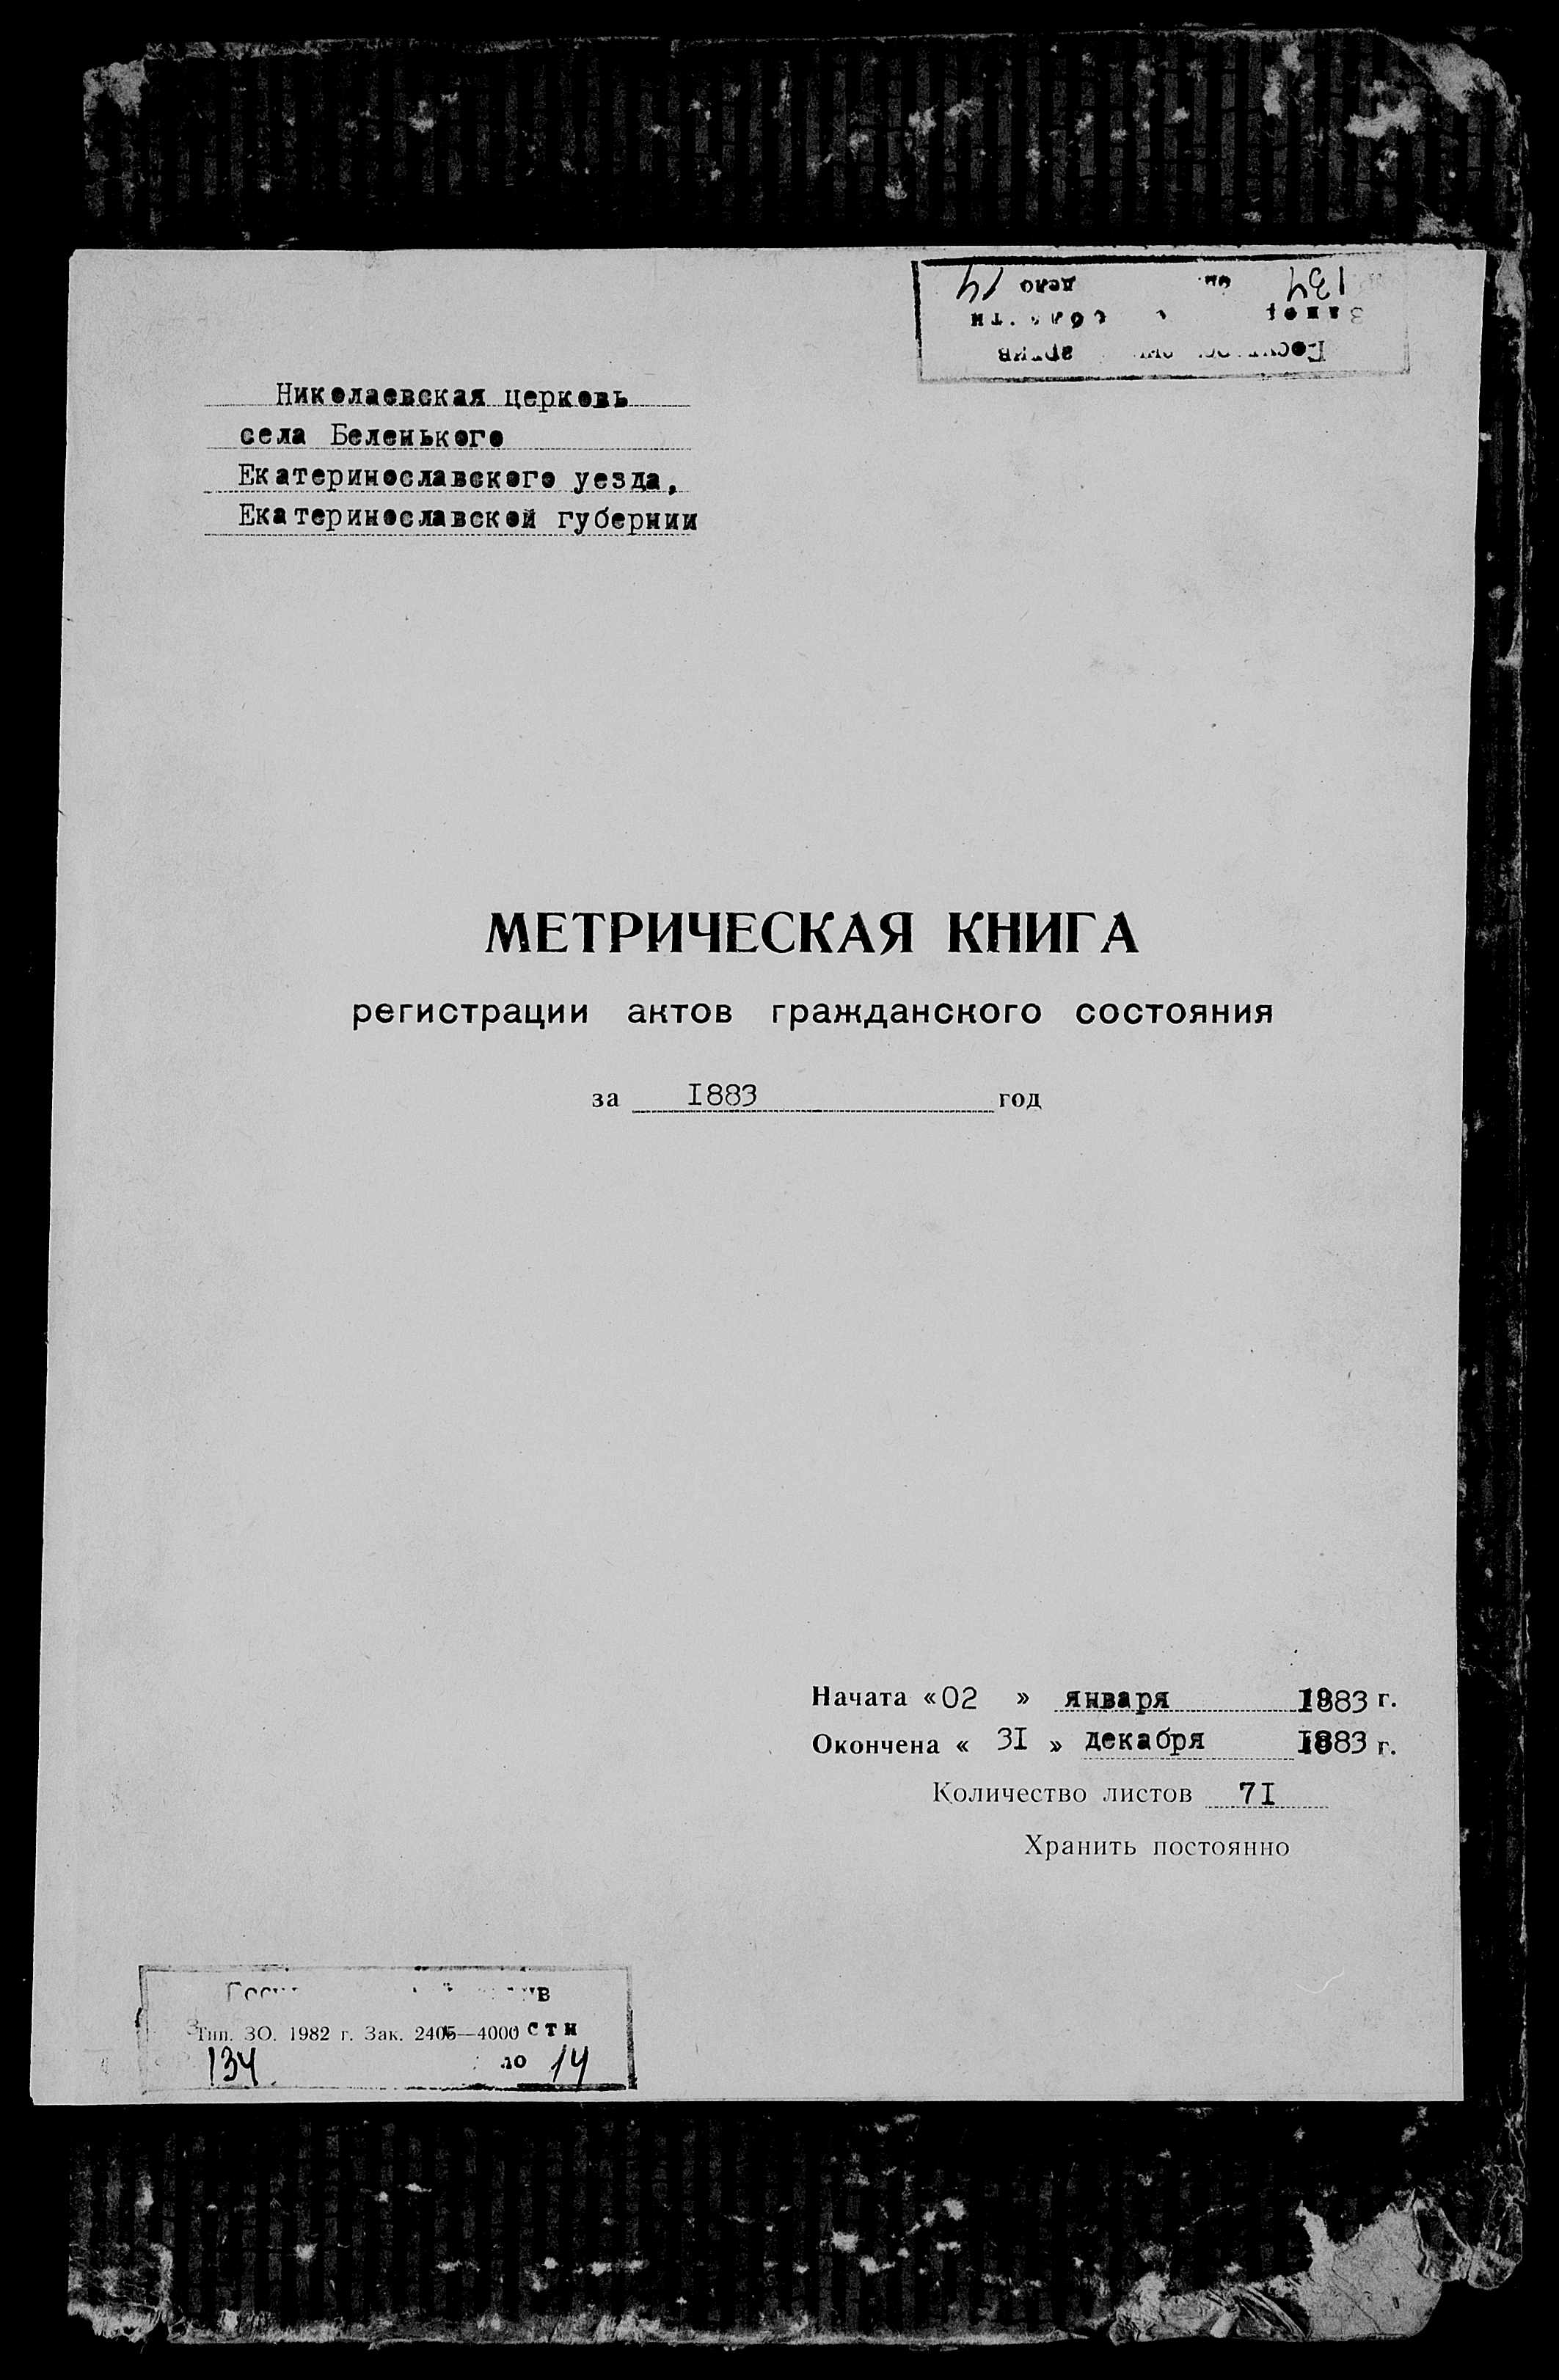 134 дело 14
Николаевская церковь
села Беленького
Екатеринославского уезда,
Екатеринославской губернии
МЕТРИЧЕСКАЯ КНИГА
регистрации актов гражданского состояния
за 1883 год
Начата «02» января 1883 г.
Окончена «31» декабря 1883 г.
Количество листов 71
Хранить постоянно
Тип. ЗО. 1982 г. Зак. 2405—4000
134 14